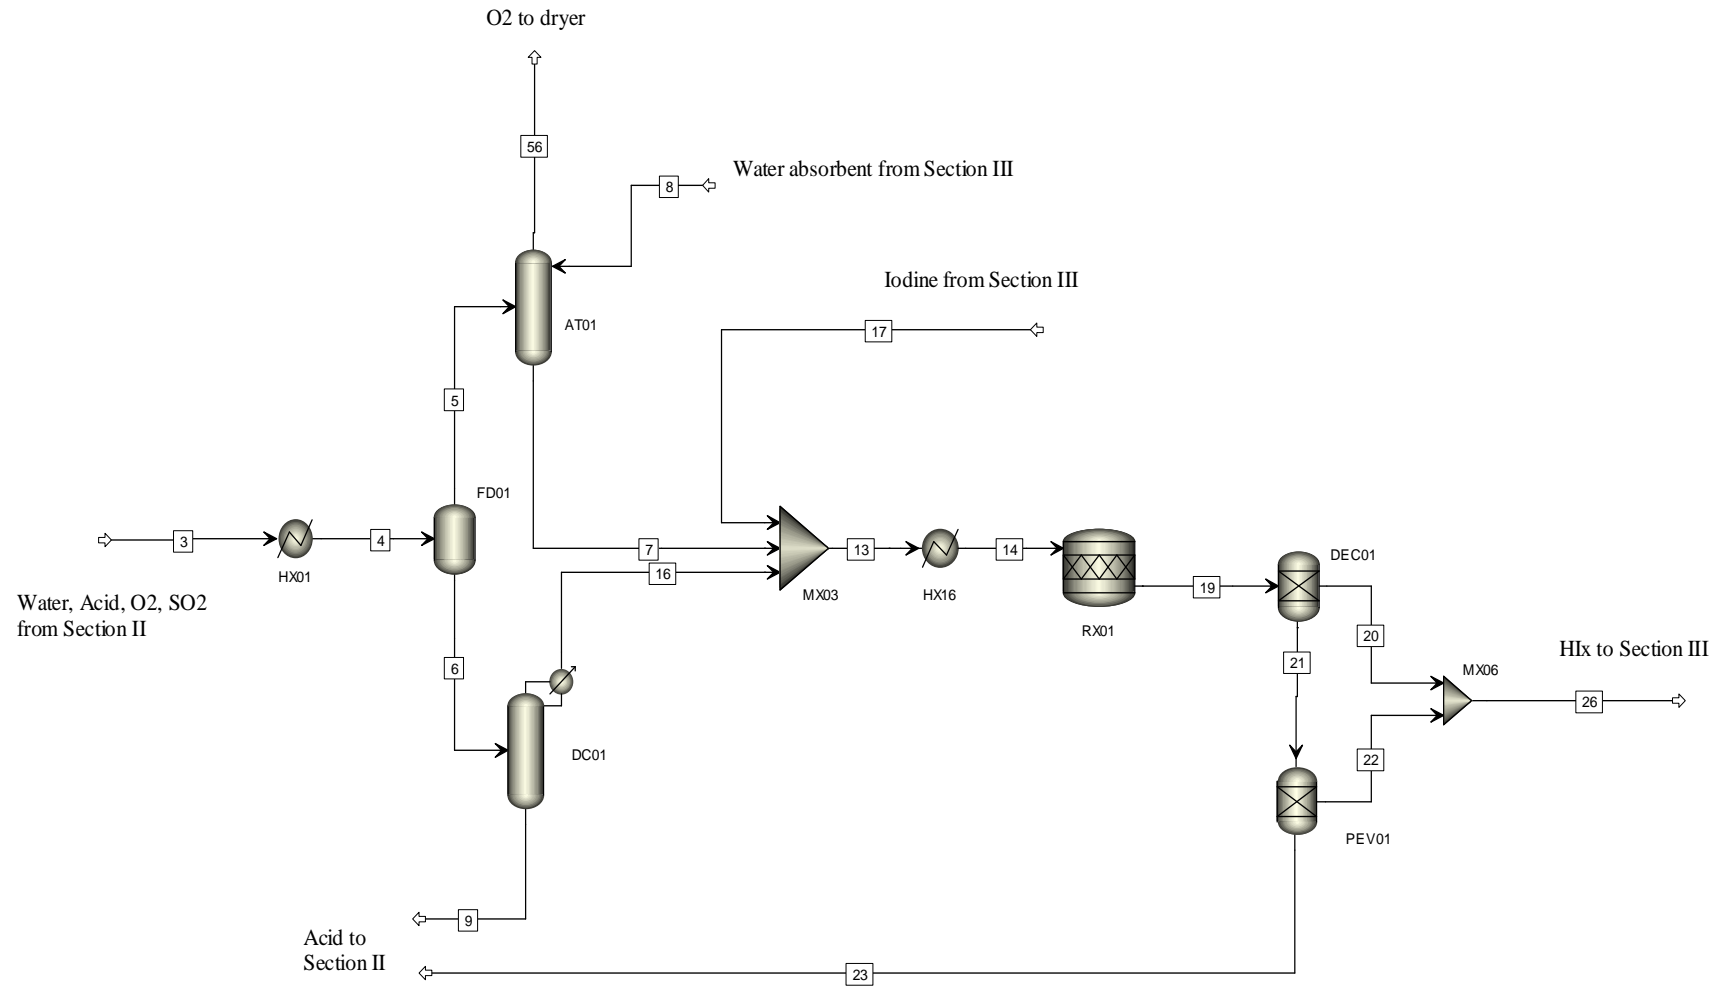 O2 to dryer
56
Water absorbent from Section III
8
Iodine from Section III
AT01
17
5
FD01
3
4
HX01
7
13
14
DEC01
16
MX03
HX16
19
Water, Acid, O2, SO2
from Section II
RX01
20
6
21
HIx to Section III
MX06
26
DC01
22
PEV01
9
Acid to
Section II
23